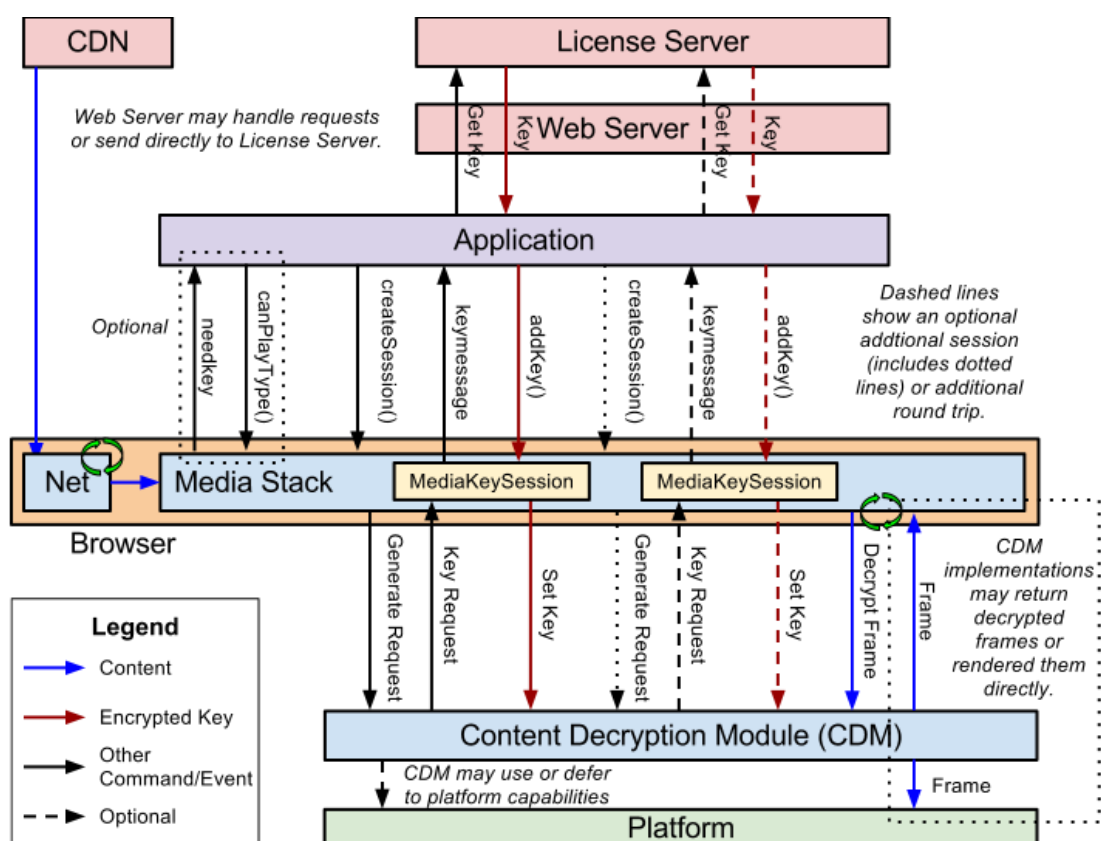 CDN
License Server
Web Server may handle requests
or send directly to License Server.
Get Key
Key
Web Server
Get Key
Key
Application
Optional
needkey
canPlayType()
createSession()
keymessage
addKey()
createSession()
keymessage
addKey()
Dashed lines
show an optional
addtional session
(includes dotted
lines) or additional
round trip.
Net
Media Stack
MediaKeySession
MediaKeySession
Browser
Generate Request
Key Request
Set Key
Generate Request
Key Request
Set Key
Decrypt Frame
Frame
CDM
implementations
may return
decrypted
frames or
rendered them
directly.
Legend
Content
Encrypted Key
Other
Command/Event
Optional
Content Decryption Module (CDM)
CDM may use or defer
to platform capabilities
Frame
Platform